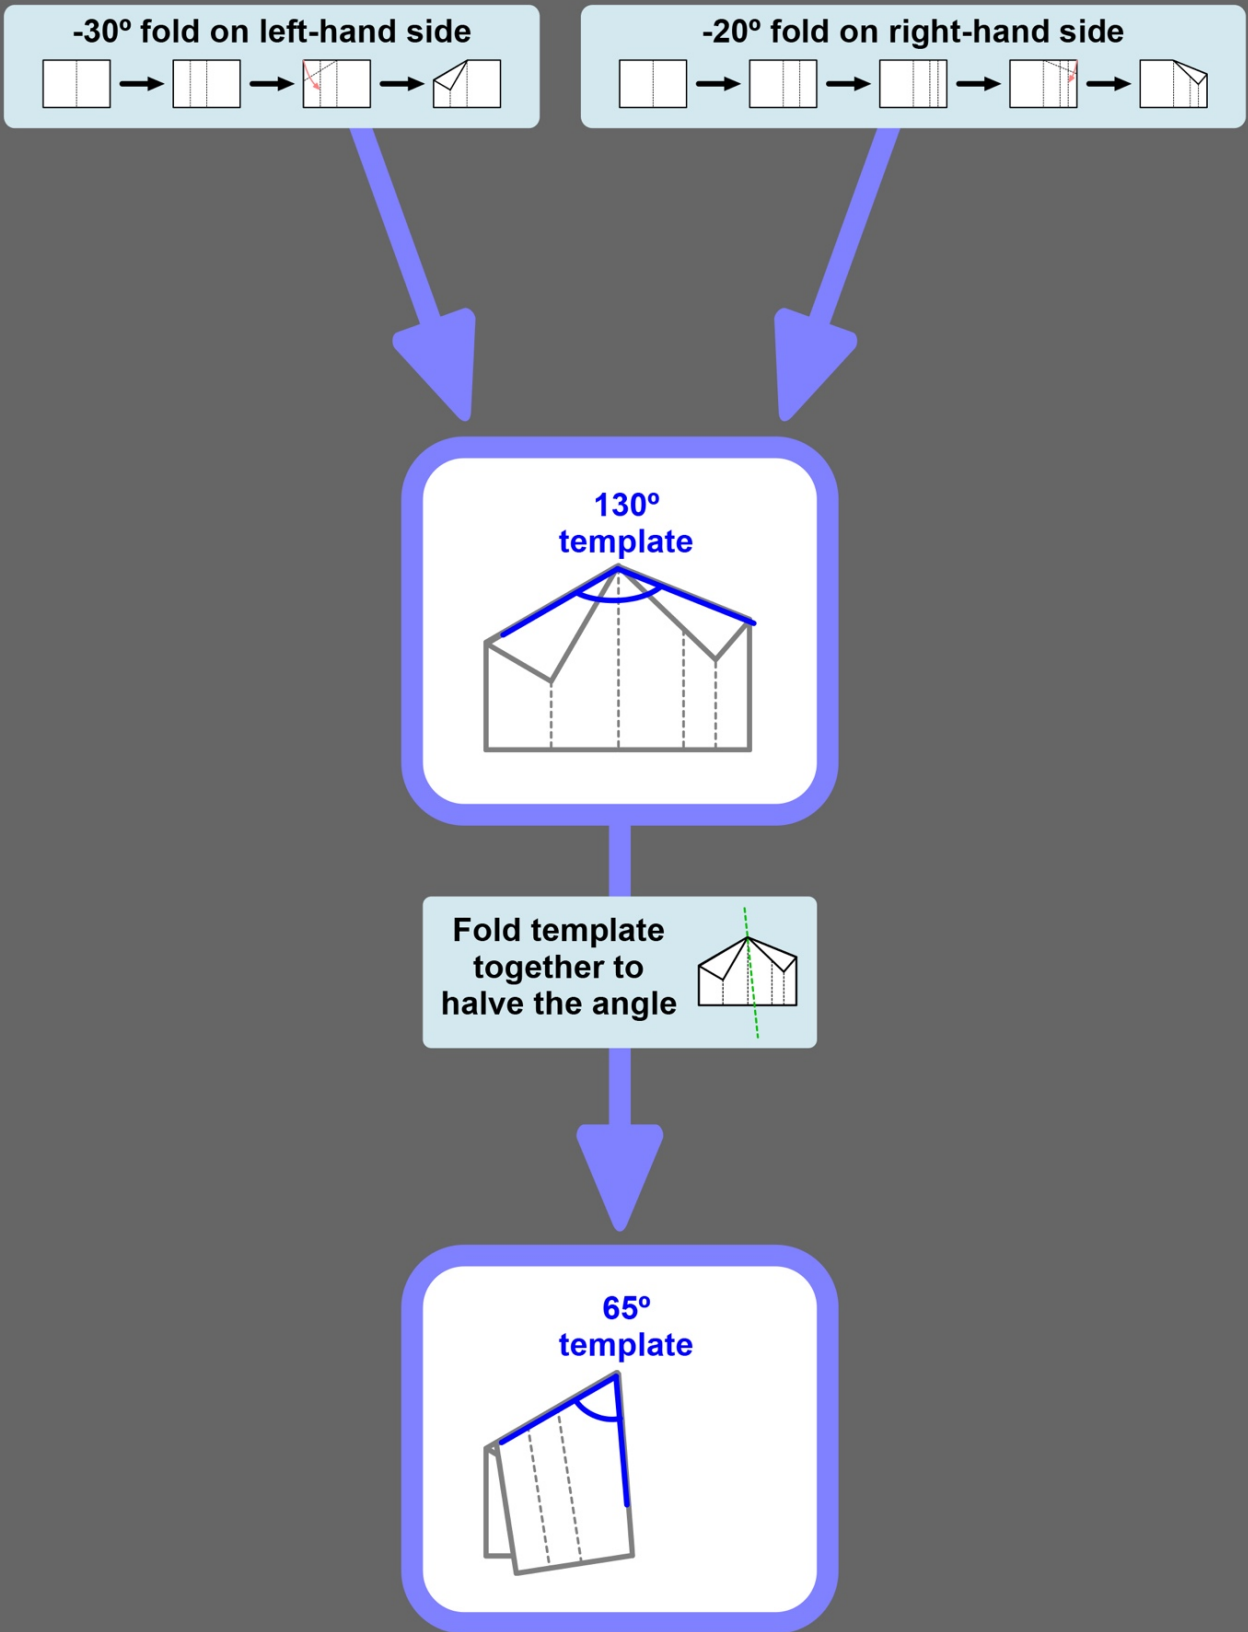 -30º fold on left-hand side
-20º fold on right-hand side
130º
template
Fold template
together to
halve the angle
65º
template